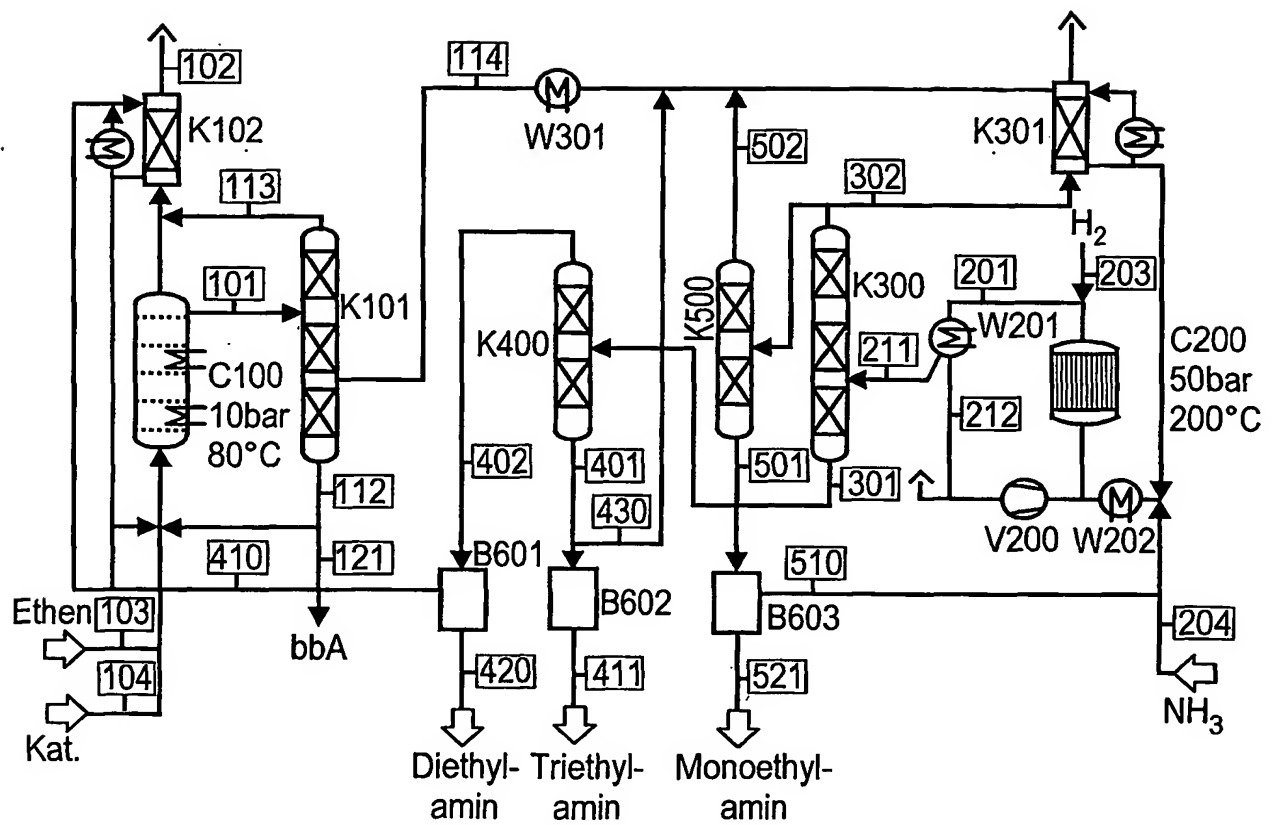 102
K102
113
101
K101
C100
10bar
80°C
112
121
bbA
410
Ethen
103
104
Kat.
114
W301
502
302
K301
H₂
201
203
W201
K300
K500
K400
211
212
C200
50bar
200°C
402
401
501
301
430
V200
W202
B601
B602
B603
510
204
420
411
521
NH₃
Diethyl-
amin
Triethyl-
amin
Monoethyl-
amin